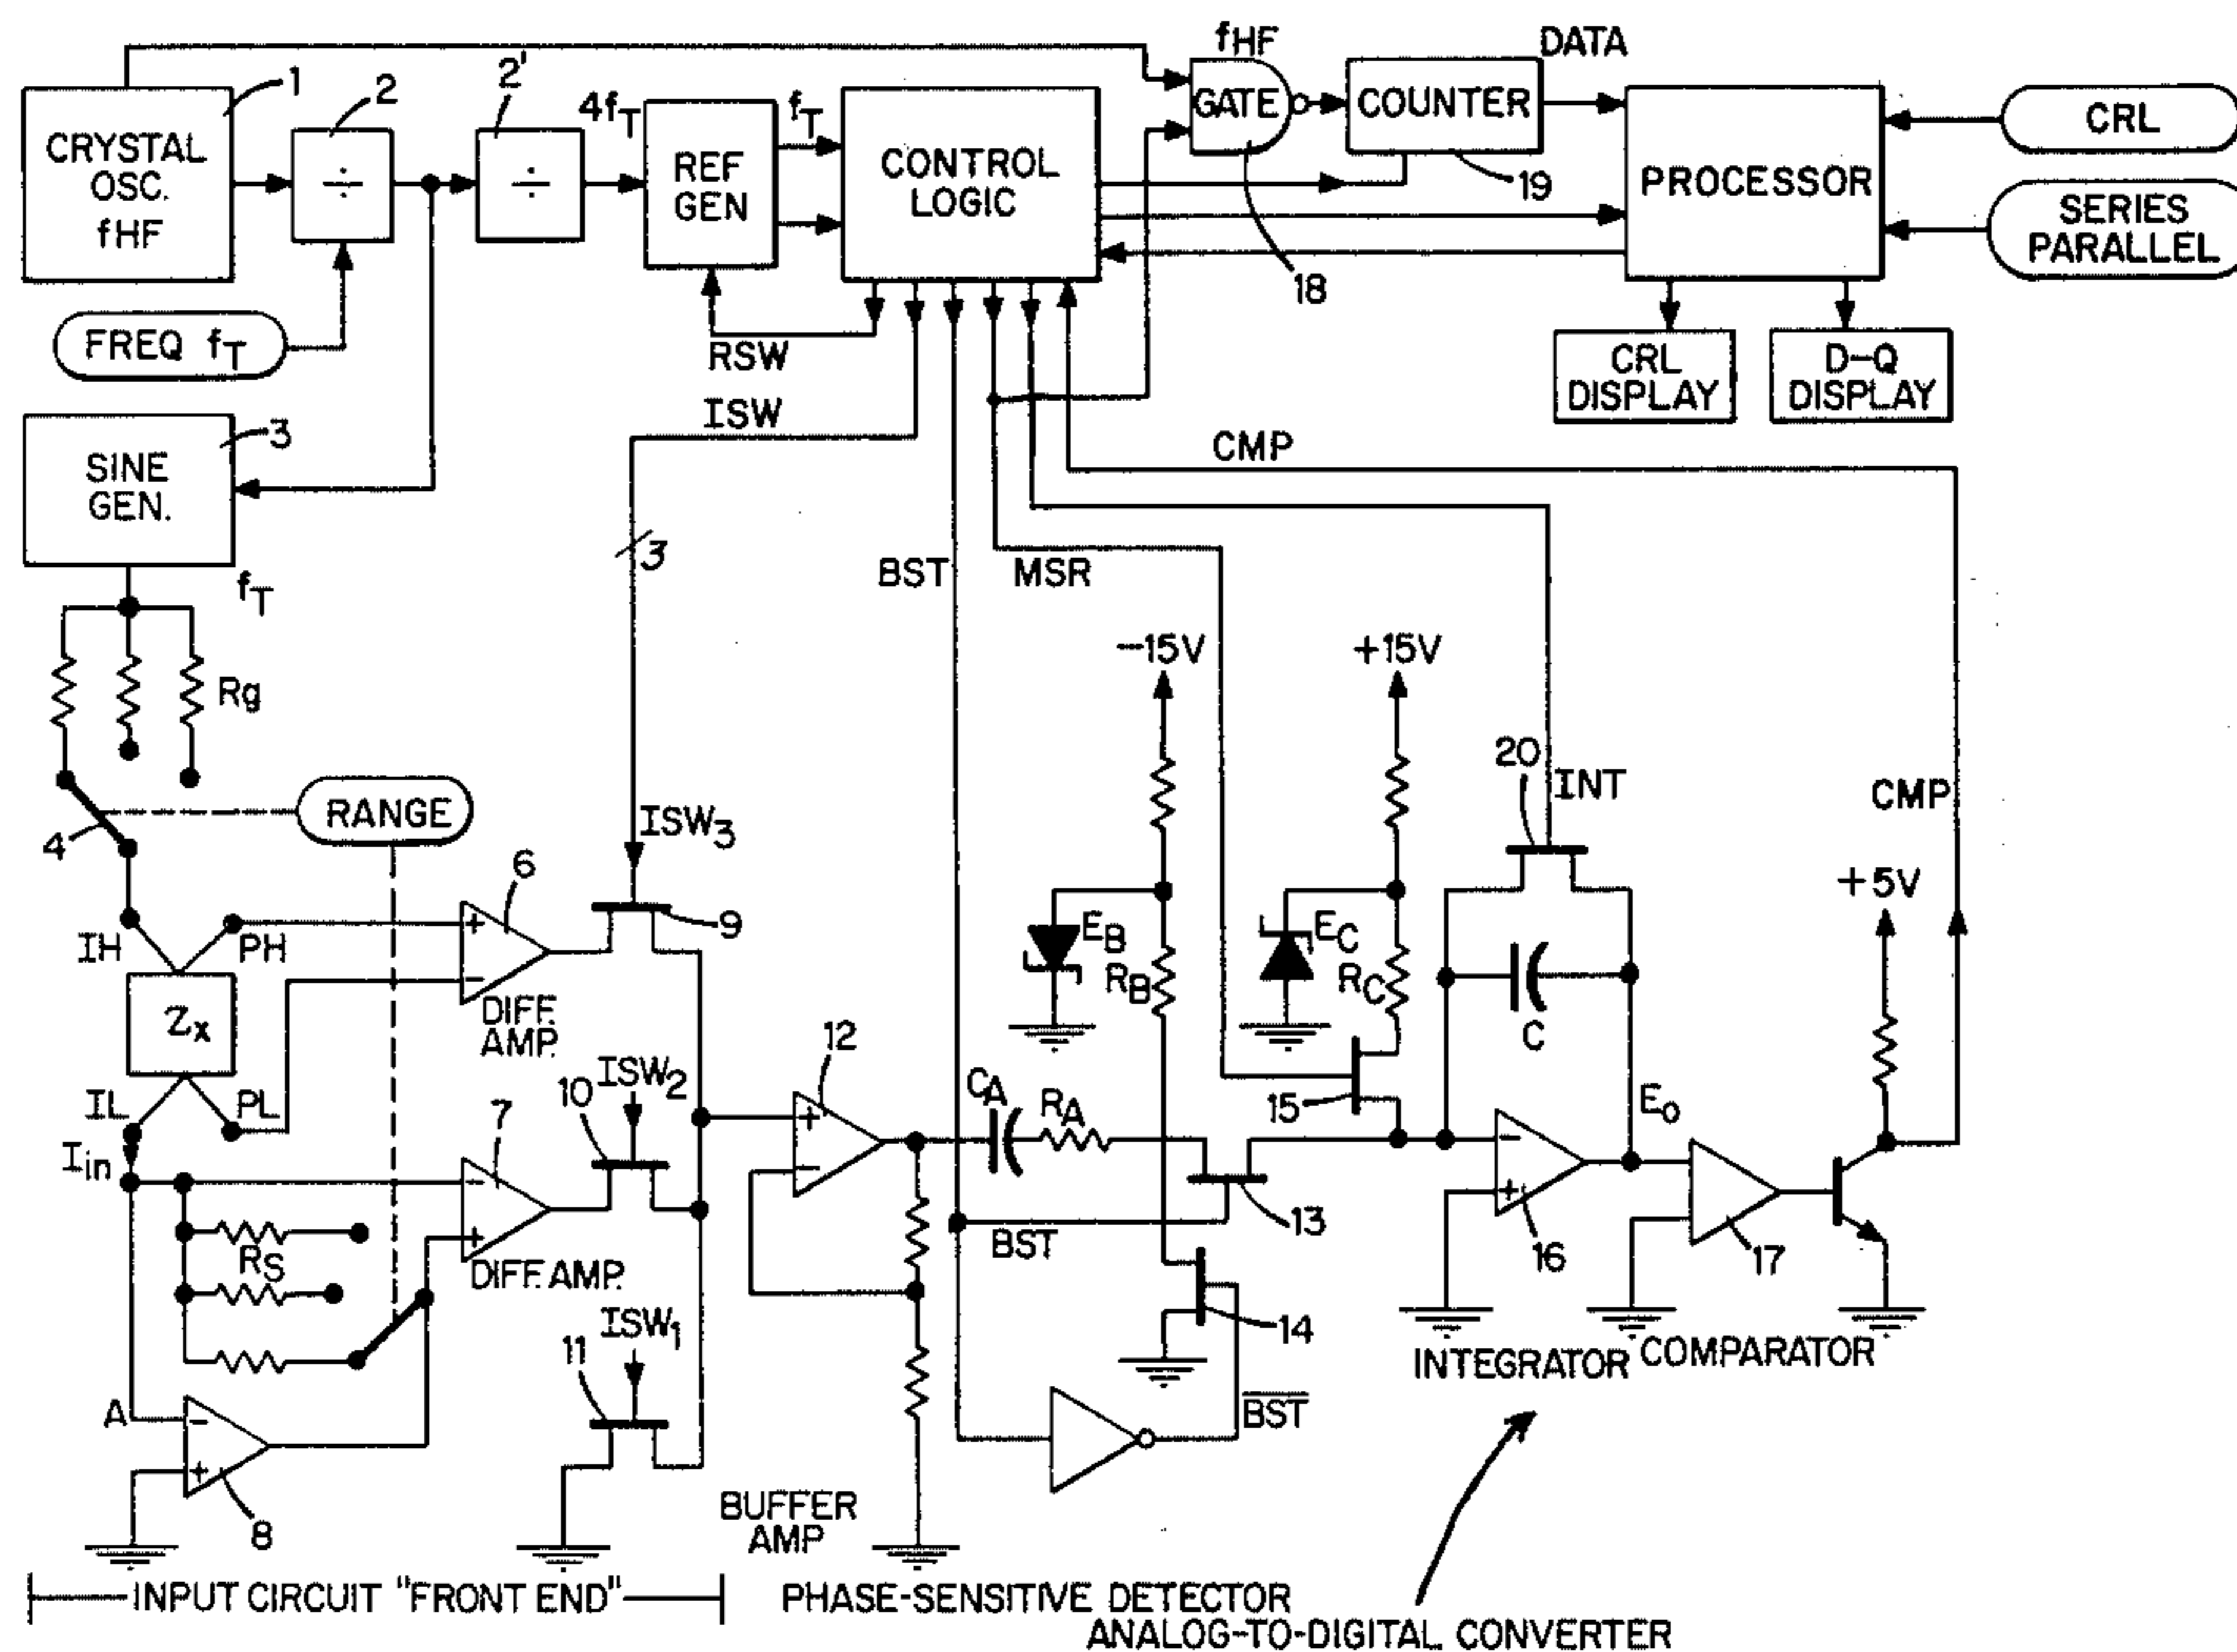 fHF
DATA
1
2
2'
4fT
fT
CRYSTAL
OSC.
fHF
÷
÷
REF
GEN
CONTROL
LOGIC
GATE
COUNTER
PROCESSOR
CRL
19
SERIES
PARALLEL
18
FREQ fT
RSW
CRL
DISPLAY
D-Q
DISPLAY
ISW
3
SINE
GEN.
CMP
3
BST
MSR
fT
-15V
+15V
Rg
20
INT
CMP
RANGE
4
ISW3
+5V
6
9
IH
PH
+
-
EB
RB
EC
RC
Zx
DIFF.
AMP.
C
12
CA
RA
15
EO
IL
PL
10
ISW2
7
Iin
-
+
+
-
-
+
13
RS
BST
16
17
DIFF. AMP.
14
ISW1
11
INTEGRATOR
COMPARATOR
A
-
+
BST
8
BUFFER
AMP
INPUT CIRCUIT "FRONT END"
PHASE-SENSITIVE DETECTOR
ANALOG-TO-DIGITAL CONVERTER